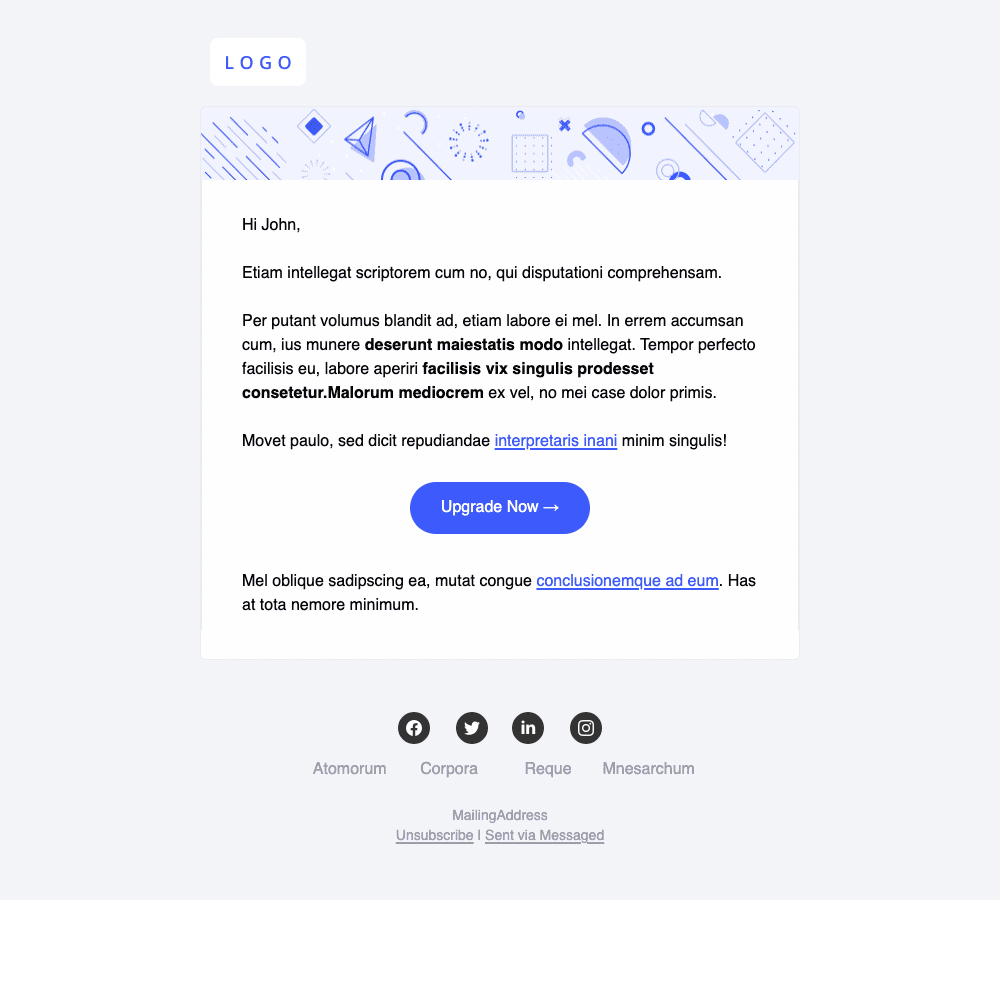 LOGO
Hi John,
Etiam intellegat scriptorem cum no, qui disputationi comprehensam.
Per putant volumus blandit ad, etiam labore ei mel. In errem accumsan
cum, ius munere deserunt maiestatis modo intellegat. Tempor perfecto
facilisis eu, labore aperiri facilisis vix singulis prodesset
consetetur.Malorum mediocrem ex vel, no mei case dolor primis.
Movet paulo, sed dicit repudiandae interpretaris inani minim singulis!
Upgrade Now →
Mel oblique sadipscing ea, mutat congue conclusionemque ad eum. Has
at tota nemore minimum.
Atomorum Corpora Reque Mnesarchum
MailingAddress
Unsubscribe | Sent via Messaged